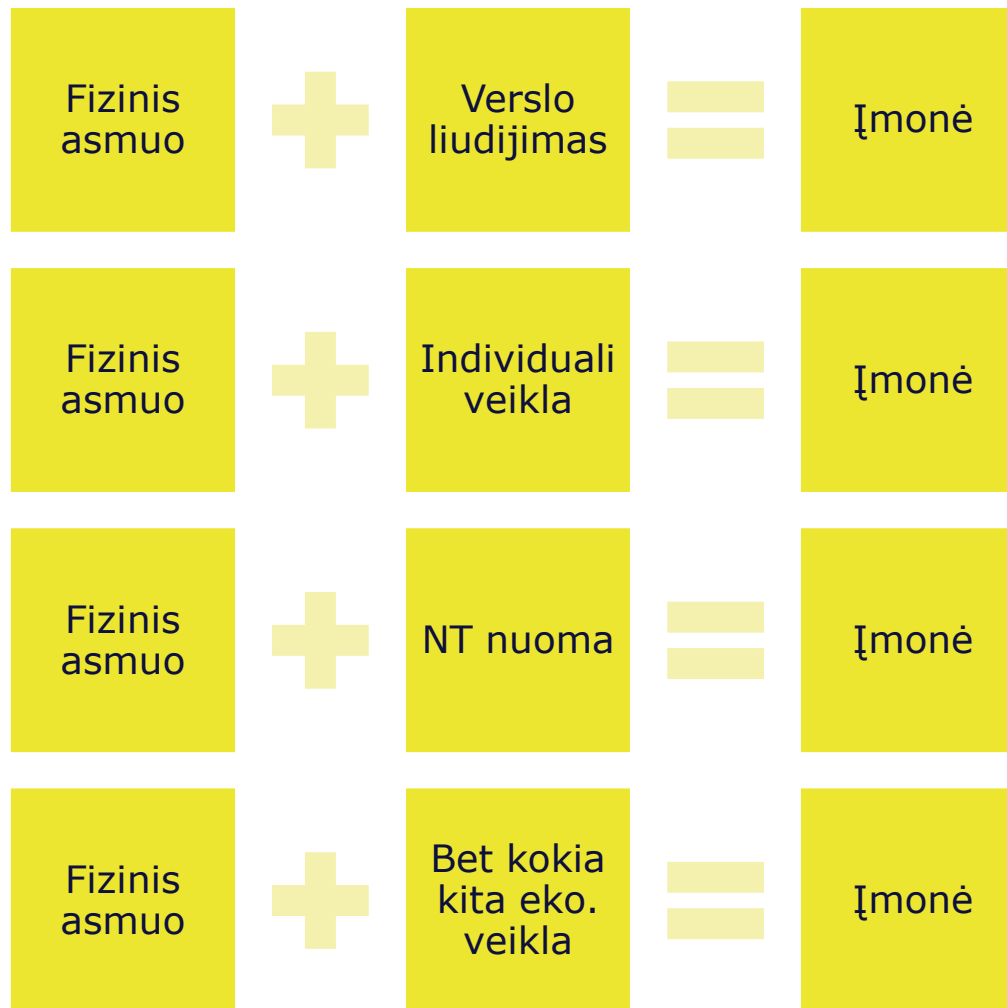 Fizinis
asmuo
Verslo
liudijimas
Įmonė
Fizinis
asmuo
Individuali
veikla
Įmonė
Fizinis
asmuo
NT nuoma
Įmonė
Fizinis
asmuo
Bet kokia
kita eko.
veikla
Įmonė